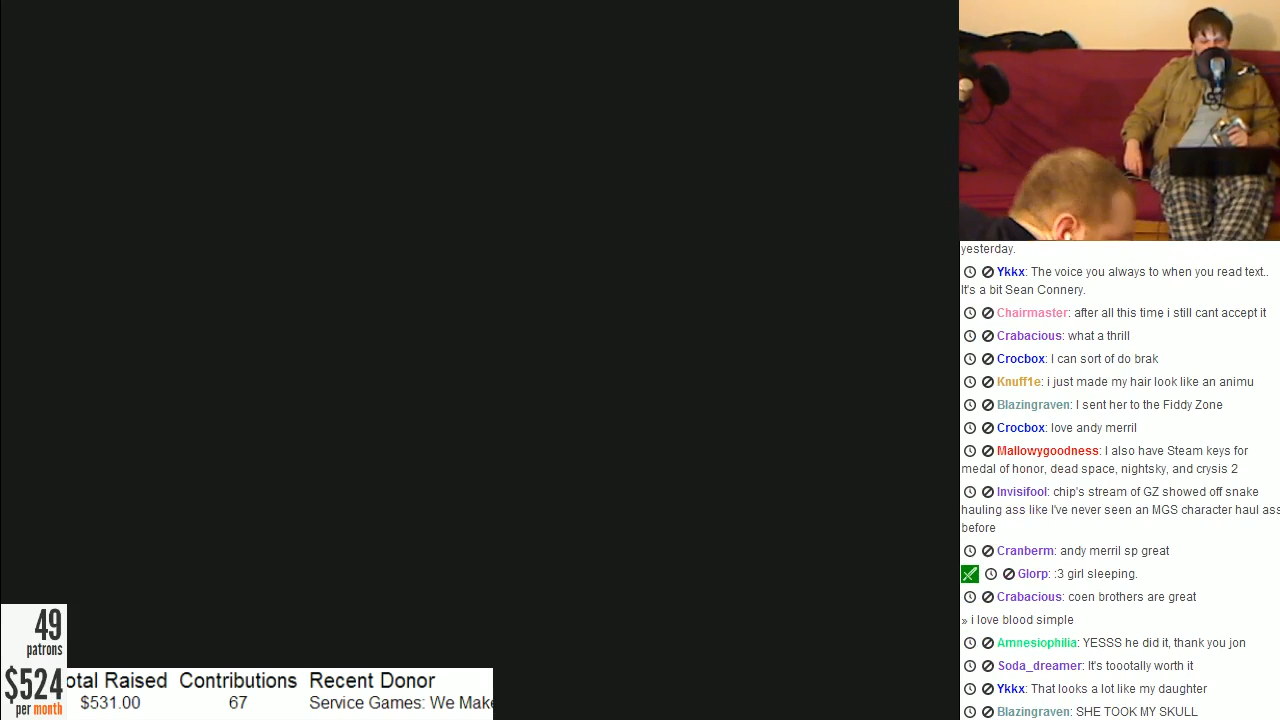 yesterday.
Ykkx: The voice you always to when you read text..
It's a bit Sean Connery.
Chairmaster: after all this time i still cant accept it
Crabacious: what a thrill
Crocbox: I can sort of do brak
Knuff1e: i just made my hair look like an animu
Blazingraven: I sent her to the Fiddy Zone
Crocbox: love andy merril
Mallowygoodness: I also have Steam keys for
medal of honor, dead space, nightsky, and crysis 2
Invisifool: chip's stream of GZ showed off snake
hauling ass like I've never seen an MGS character haul ass
before
Cranberm: andy merril sp great
Glorp: :3 girl sleeping.
Crabacious: coen brothers are great
» i love blood simple
Amnesiophilia: YESSS he did it, thank you jon
Soda_dreamer: It's toootally worth it
Ykkx: That looks a lot like my daughter
Blazingraven: SHE TOOK MY SKULL
49
patrons
$524
per month
otal Raised Contributions Recent Donor
$531.00 67 Service Games: We Make